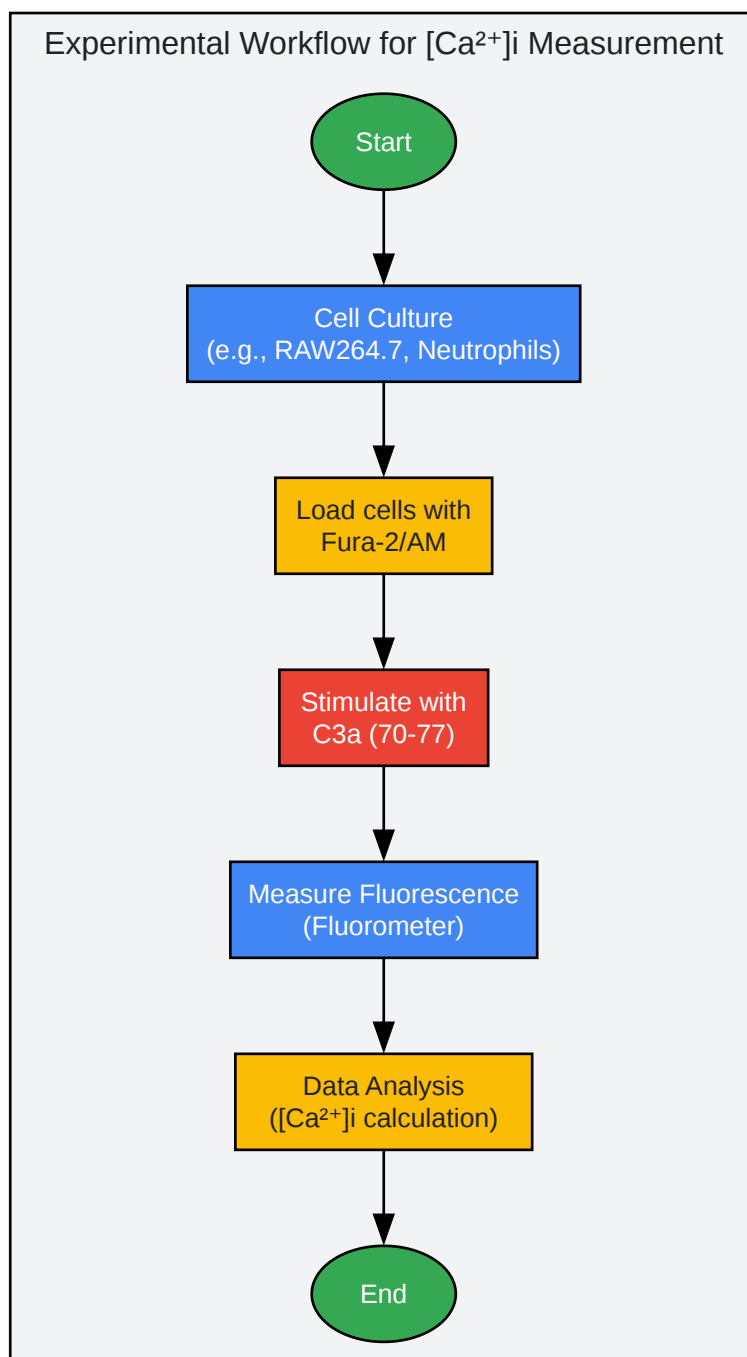 Experimental Workflow for [Ca²⁺]i Measurement
Start
Cell Culture
(e.g., RAW264.7, Neutrophils)
Load cells with
Fura-2/AM
Stimulate with
C3a (70-77)
Measure Fluorescence
(Fluorometer)
Data Analysis
([Ca²⁺]i calculation)
End